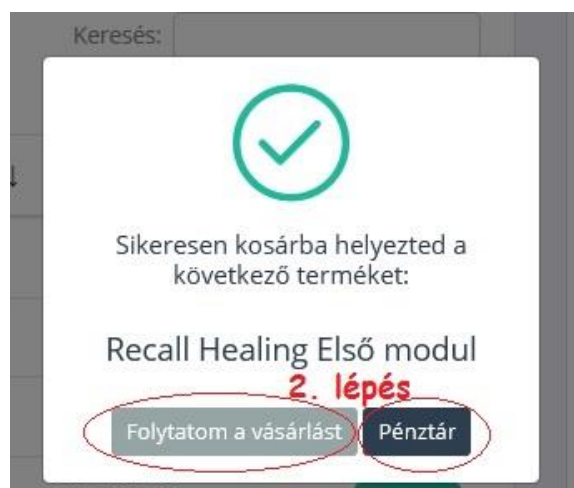 Keresés:
Sikeresen kosárba helyezted a
következő terméket:
Recall Healing Első modul
2. lépés
Folytatom a vásárlást Pénztár